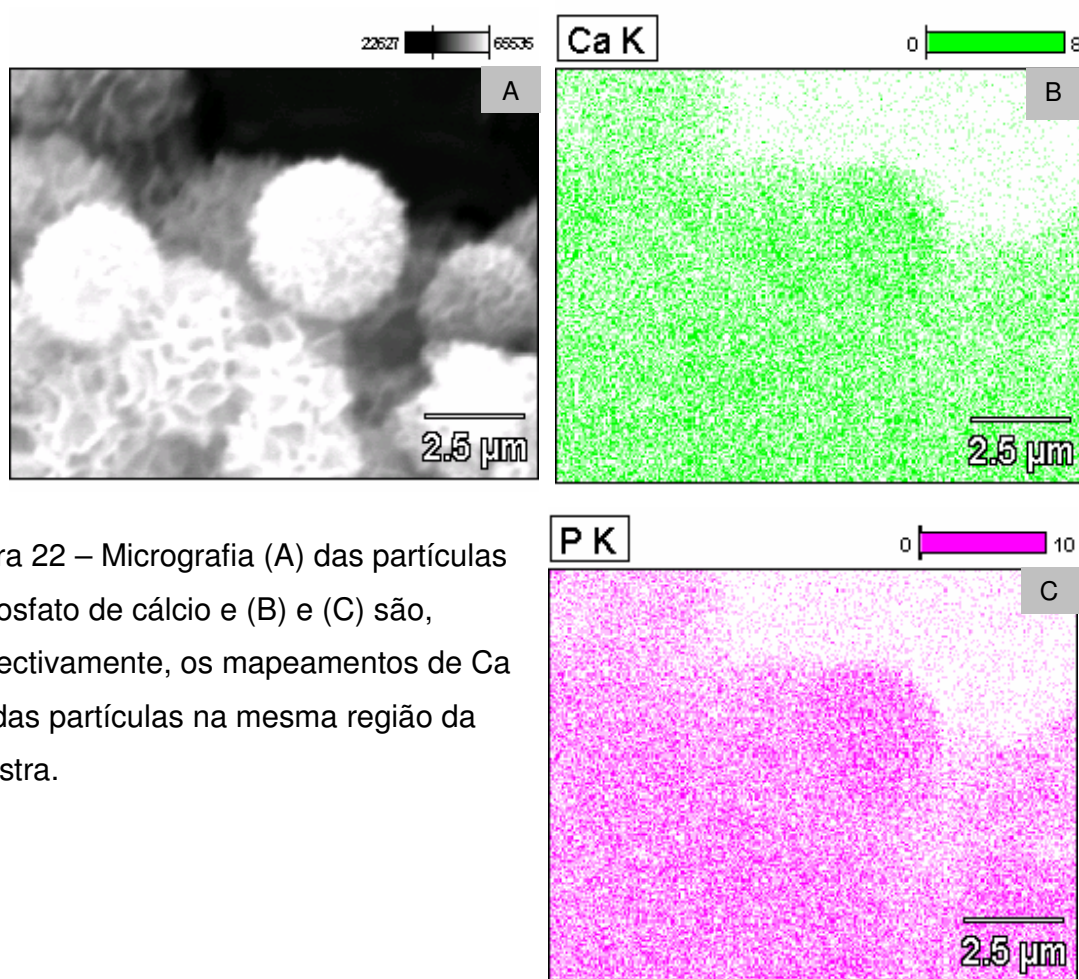 22627 65535
A
2.5 µm
Ca K
0 8
B
2.5 µm
ra 22 – Micrografia (A) das partículas
osfato de cálcio e (B) e (C) são,
ectivamente, os mapeamentos de Ca
das partículas na mesma região da
stra.
P K
0 10
C
2.5 µm